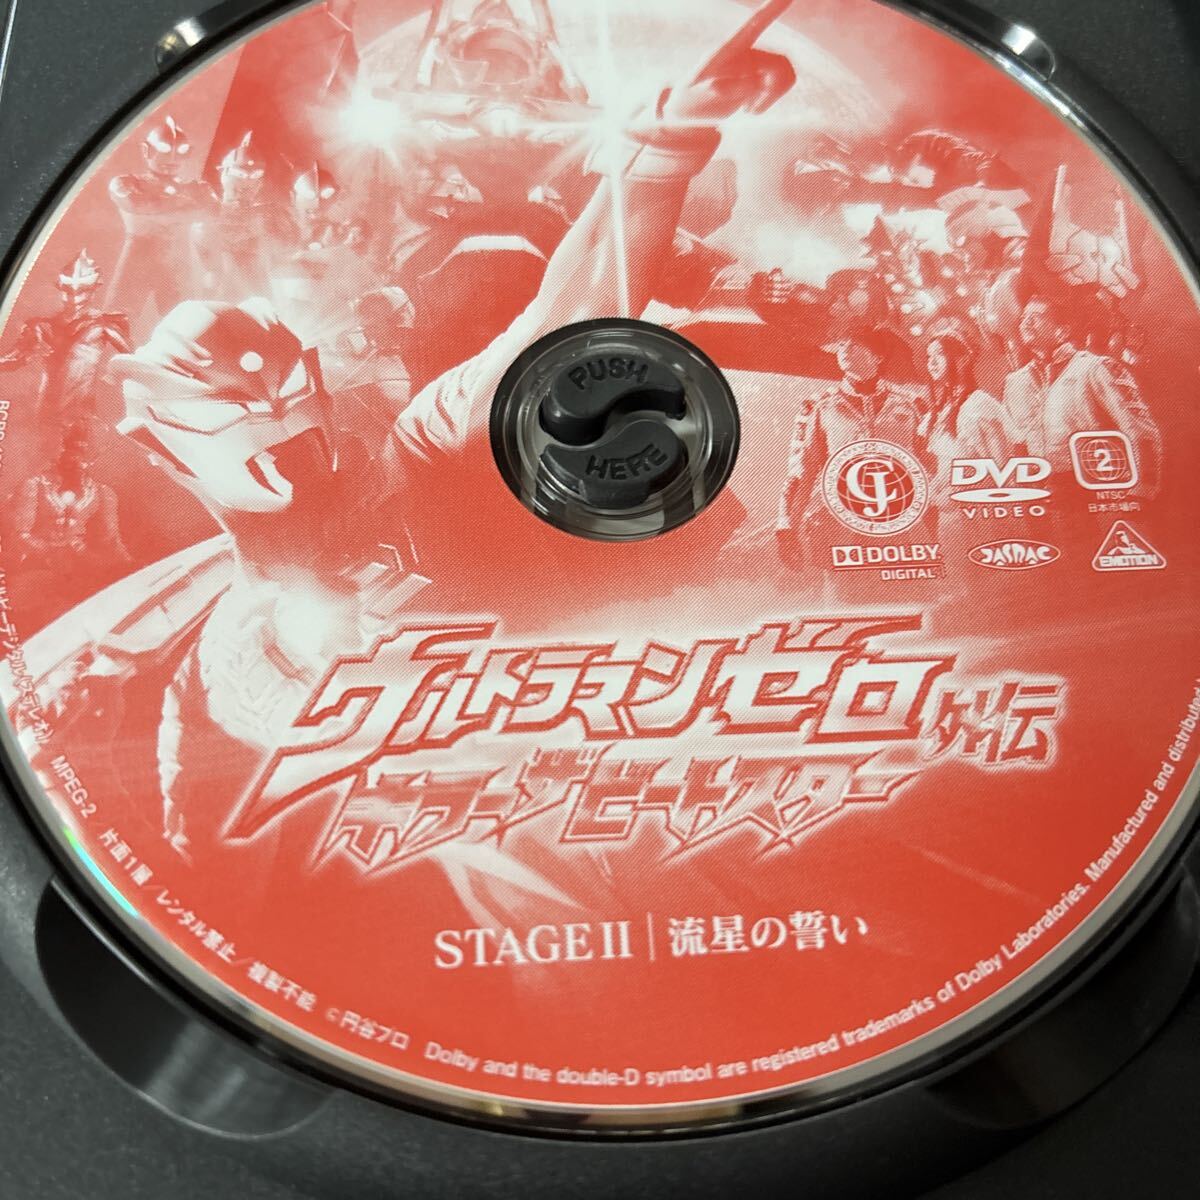 PUSH
HERE
GJ
DVD
VIDEO
2
NTSC
日本市場向
DOLBY
DIGITAL
JASRAC
EMOTION
ウルトラマンゼロ外伝
キラー ザ ビートスター
STAGE II | 流星の誓い
MPEG-2 片面1層/レンタル禁止/複製不能 ©円谷プロ Dolby and the double-D symbol are registered trademarks of Dolby Laboratories. Manufactured and